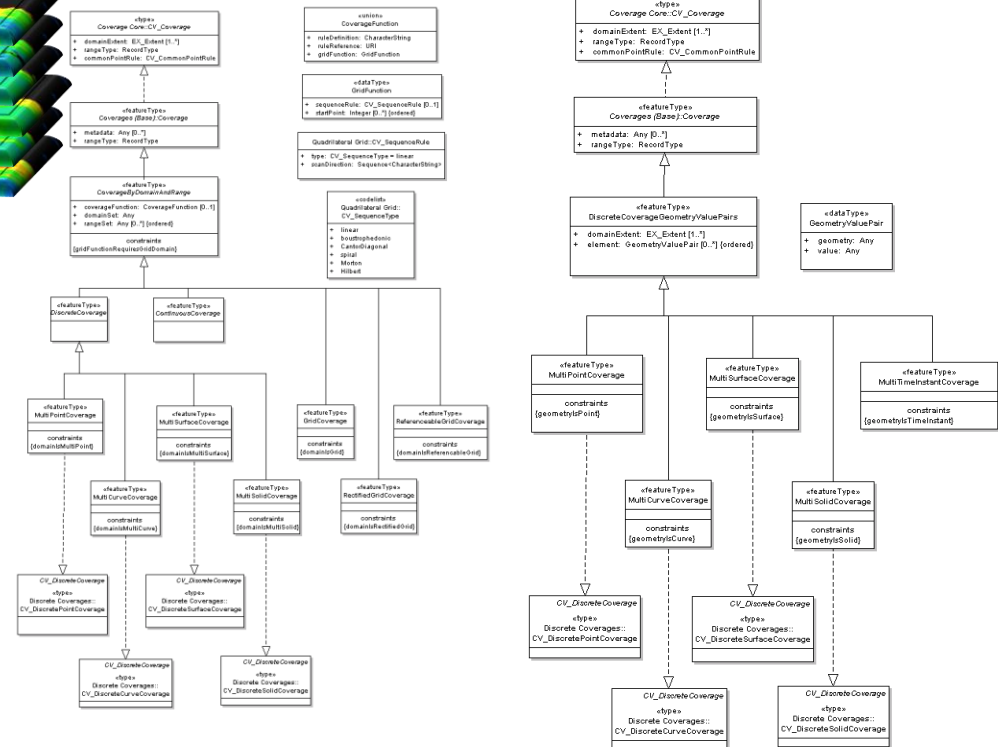 «type»
Coverage Core::CV_Coverage
+ domainExtent: EX_Extent [1..*]
+ rangeType: RecordType
+ commonPointRule: CV_CommonPointRule
«featureType»
Coverages (Base)::Coverage
+ metadata: Any [0..*]
+ rangeType: RecordType
«featureType»
CoverageByDomainAndRange
+ coverageFunction: CoverageFunction [0..1]
+ domainSet: Any
+ rangeSet: Any [0..*] {ordered}
constraints
{gridFunctionRequiresGridDomain}
«union»
CoverageFunction
+ ruleDefinition: CharacterString
+ ruleReference: URI
+ gridFunction: GridFunction
«dataType»
GridFunction
+ sequenceRule: CV_SequenceRule [0..1]
+ startPoint: Integer [0..*] {ordered}
Quadrilateral Grid::CV_SequenceRule
+ type: CV_SequenceType = linear
+ scanDirection: Sequence<CharacterString>
«codelist»
Quadrilateral Grid::
CV_SequenceType
+ linear
+ boustrophedonic
+ CantorDiagonal
+ spiral
+ Morton
+ Hilbert
«featureType»
DiscreteCoverage
«featureType»
ContinuousCoverage
«featureType»
MultiPointCoverage
constraints
{domainIsMultiPoint}
«featureType»
MultiSurfaceCoverage
constraints
{domainIsMultiSurface}
«featureType»
GridCoverage
constraints
{domainIsGrid}
«featureType»
ReferenceableGridCoverage
constraints
{domainIsReferencableGrid}
«featureType»
MultiCurveCoverage
constraints
{domainIsMultiCurve}
«featureType»
MultiSolidCoverage
constraints
{domainIsMultiSolid}
«featureType»
RectifiedGridCoverage
constraints
{domainIsRectifiedGrid}
CV_DiscreteCoverage
«type»
Discrete Coverages::
CV_DiscretePointCoverage
CV_DiscreteCoverage
«type»
Discrete Coverages::
CV_DiscreteSurfaceCoverage
CV_DiscreteCoverage
«type»
Discrete Coverages::
CV_DiscreteCurveCoverage
CV_DiscreteCoverage
«type»
Discrete Coverages::
CV_DiscreteSolidCoverage
«type»
Coverage Core::CV_Coverage
+ domainExtent: EX_Extent [1..*]
+ rangeType: RecordType
+ commonPointRule: CV_CommonPointRule
«featureType»
Coverages (Base)::Coverage
+ metadata: Any [0..*]
+ rangeType: RecordType
«featureType»
DiscreteCoverageGeometryValuePairs
+ domainExtent: EX_Extent [1..*]
+ element: GeometryValuePair [0..*] {ordered}
«dataType»
GeometryValuePair
+ geometry: Any
+ value: Any
«featureType»
MultiPointCoverage
constraints
{geometryIsPoint}
«featureType»
MultiSurfaceCoverage
constraints
{geometryIsSurface}
«featureType»
MultiTimeInstantCoverage
constraints
{geometryIsTimeInstant}
«featureType»
MultiCurveCoverage
constraints
{geometryIsCurve}
«featureType»
MultiSolidCoverage
constraints
{geometryIsSolid}
CV_DiscreteCoverage
«type»
Discrete Coverages::
CV_DiscretePointCoverage
CV_DiscreteCoverage
«type»
Discrete Coverages::
CV_DiscreteSurfaceCoverage
CV_DiscreteCoverage
«type»
Discrete Coverages::
CV_DiscreteCurveCoverage
CV_DiscreteCoverage
«type»
Discrete Coverages::
CV_DiscreteSolidCoverage